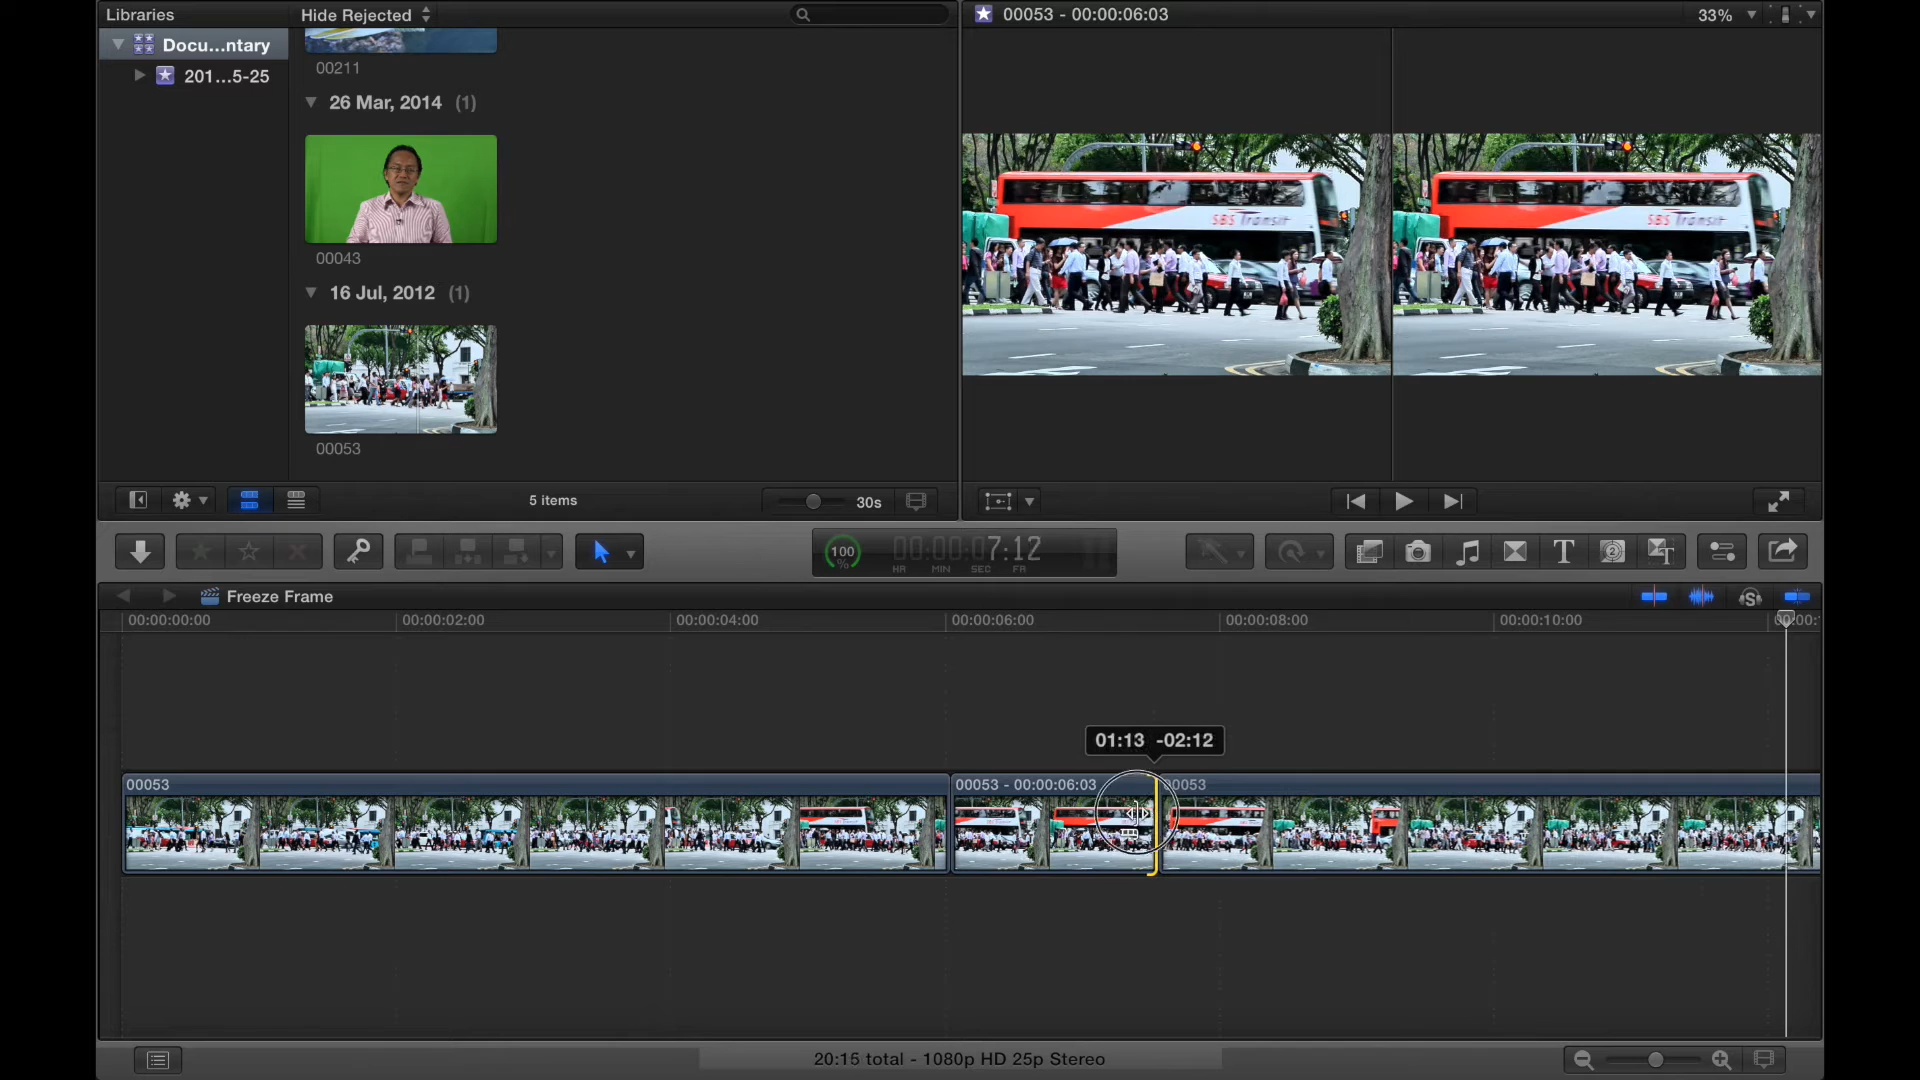 Libraries
Hide Rejected
00053 - 00:00:06:03
33%
Docu...ntary
201...5-25
00211
26 Mar, 2014 (1)
00043
16 Jul, 2012 (1)
00053
SBS Transit
SBS Transit
5 items
30s
100
%
00:00:07:12
HR MIN SEC FR
Freeze Frame
00:00:00:00
00:00:02:00
00:00:04:00
00:00:06:00
00:00:08:00
00:00:10:00
01:13 -02:12
00053
00053 - 00:00:06:03
00053
20:15 total - 1080p HD 25p Stereo